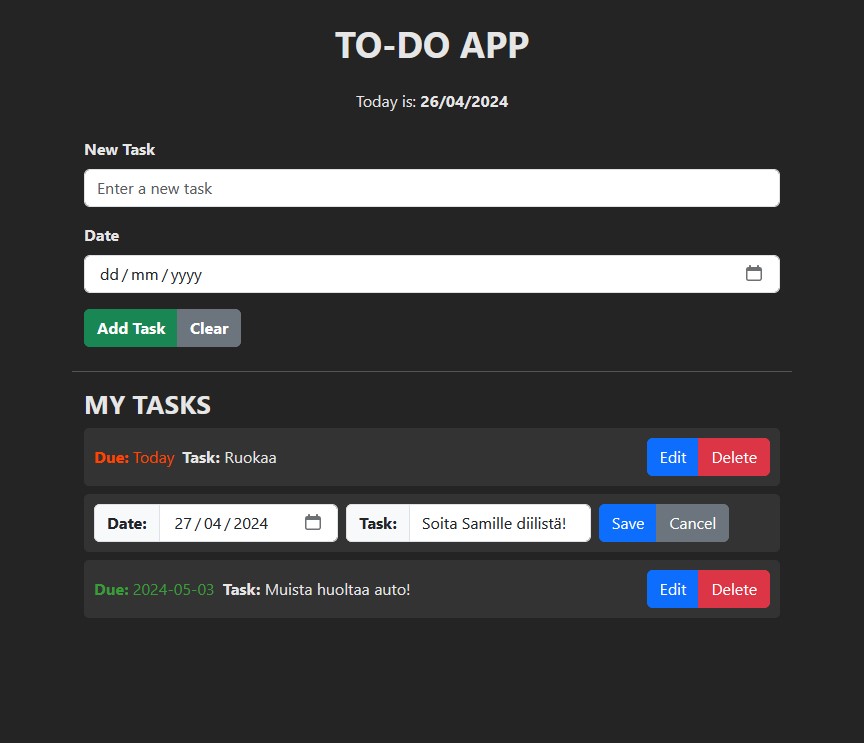 TO-DO APP
Today is: 26/04/2024
New Task
Enter a new task
Date
dd/mm/yyyy
Add Task Clear
MY TASKS
Due: Today Task: Ruokaa Edit Delete
Date: 27/04/2024 Task: Soita Samille diilistä! Save Cancel
Due: 2024-05-03 Task: Muista huoltaa auto! Edit Delete